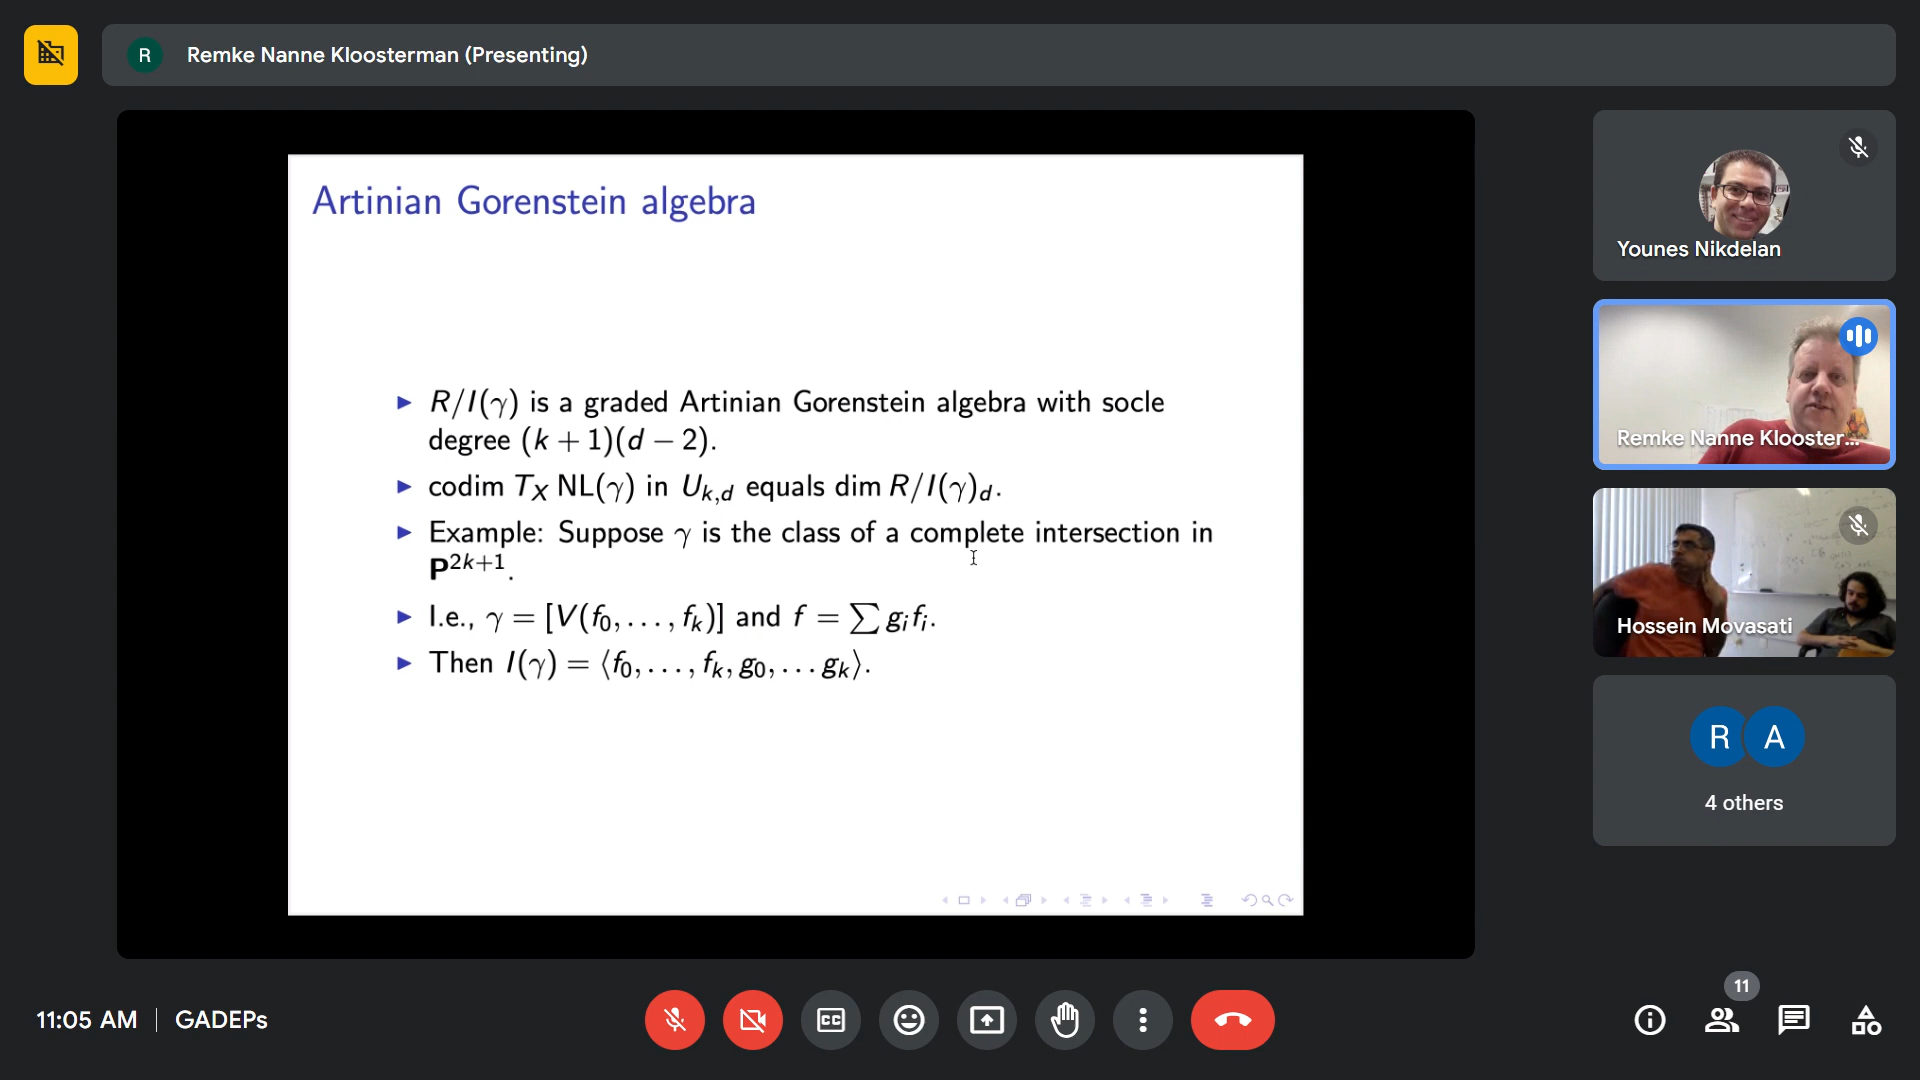 R Remke Nanne Kloosterman (Presenting)
Artinian Gorenstein algebra
▶ R/I(γ) is a graded Artinian Gorenstein algebra with socle
degree (k + 1)(d − 2).
▶ codim T_X NL(γ) in U_{k,d} equals dim R/I(γ)_d.
▶ Example: Suppose γ is the class of a complete intersection in
P^{2k+1}.
▶ I.e., γ = [V(f_0, . . . , f_k)] and f = ∑ g_i f_i.
▶ Then I(γ) = ⟨f_0, . . . , f_k, g_0, . . . g_k⟩.
Younes Nikdelan
Remke Nanne Klooster...
Hossein Movasati
R A
4 others
11:05 AM | GADEPs
CC
11